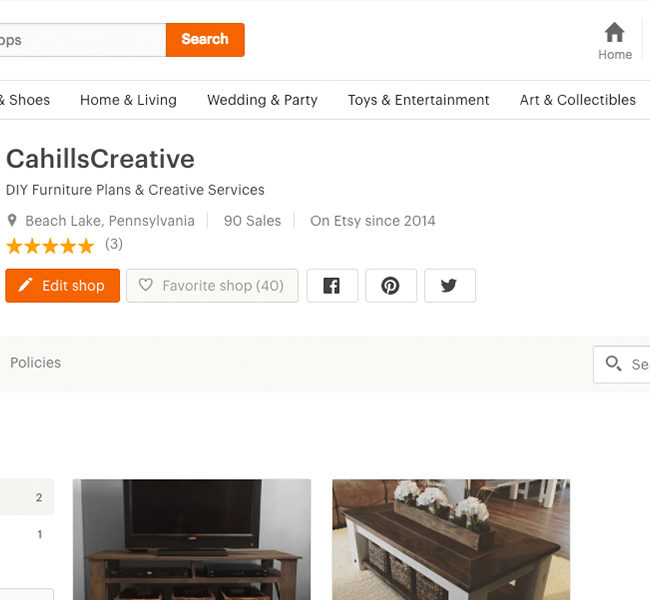 ops
Search
Home
& Shoes
Home & Living
Wedding & Party
Toys & Entertainment
Art & Collectibles
CahillsCreative
DIY Furniture Plans & Creative Services
Beach Lake, Pennsylvania
90 Sales
On Etsy since 2014
(3)
Edit shop
Favorite shop (40)
Policies
Se
2
1